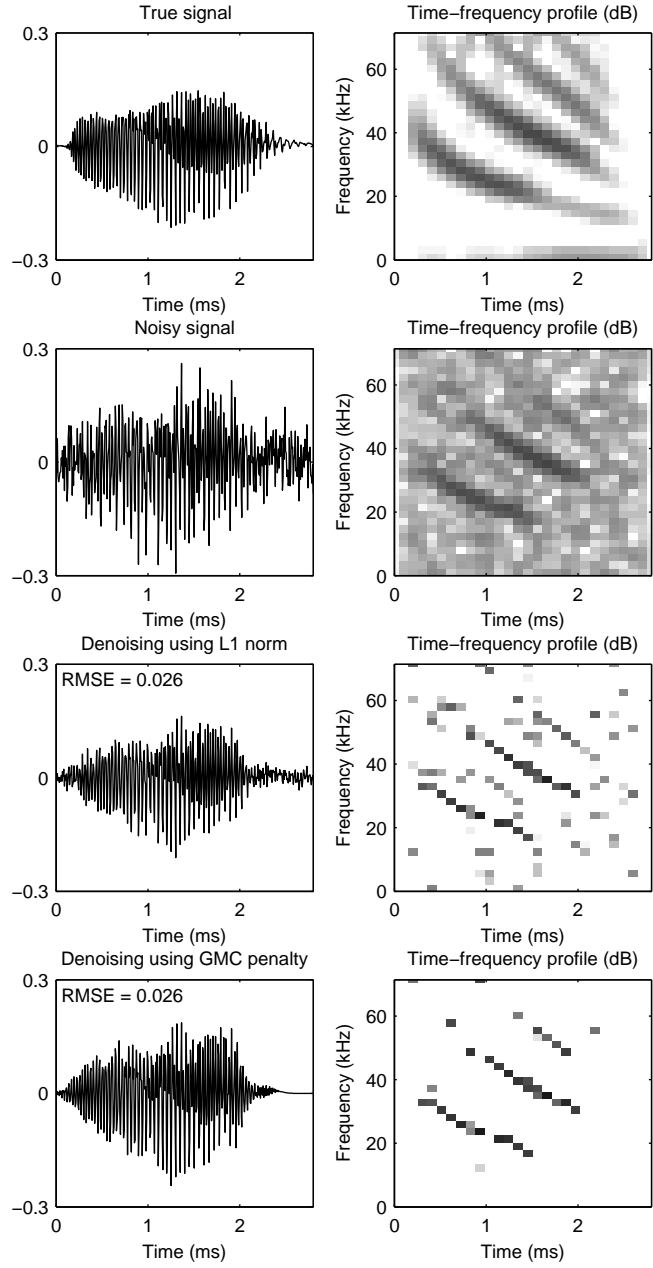 True signal
Time−frequency profile (dB)
0.3
0
−0.3
0
1
2
Time (ms)
Frequency (kHz)
60
40
20
0
0
1
2
Time (ms)
Noisy signal
Time−frequency profile (dB)
0.3
0
−0.3
0
1
2
Time (ms)
Frequency (kHz)
60
40
20
0
0
1
2
Time (ms)
Denoising using L1 norm
Time−frequency profile (dB)
0.3
RMSE = 0.026
0
−0.3
0
1
2
Time (ms)
Frequency (kHz)
60
40
20
0
0
1
2
Time (ms)
Denoising using GMC penalty
Time−frequency profile (dB)
0.3
RMSE = 0.026
0
−0.3
0
1
2
Time (ms)
Frequency (kHz)
60
40
20
0
0
1
2
Time (ms)